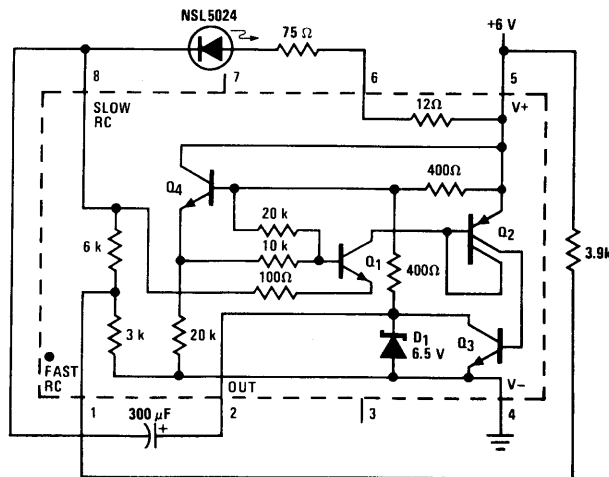 NSL5024
75 Ω
+6 V
8
7
6
5
SLOW
RC
12Ω
V+
Q4
400Ω
20 k
Q2
6 k
10 k
Q1
100Ω
400Ω
3.9k
3 k
20 k
D1
6.5 V
Q3
FAST
RC
OUT
V−
1
300 μF
+
2
3
4